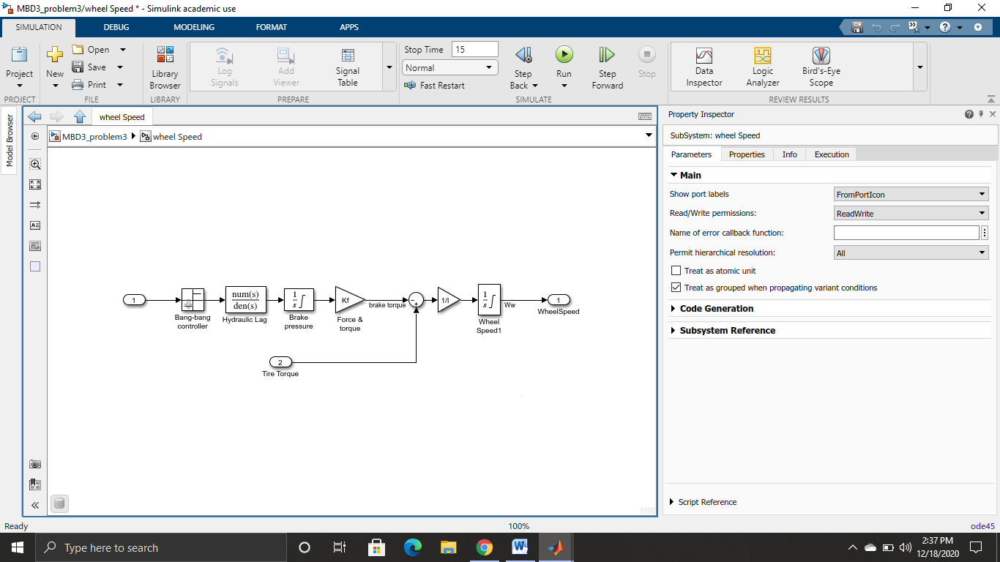 MBD3_problem3/wheel Speed * - Simulink academic use
SIMULATION DEBUG MODELING FORMAT APPS
Project
New
Open
Save
Print
Library Browser
Log Signals
Add Viewer
Signal Table
Stop Time 15
Normal
Fast Restart
Step Back
Run
Step Forward
Stop
Data Inspector
Logic Analyzer
Bird's-Eye Scope
PROJECT FILE LIBRARY PREPARE SIMULATE REVIEW RESULTS
Model Browser
wheel Speed
MBD3_problem3 wheel Speed
1
Bang-bang
controller
num(s)
den(s)
Hydraulic Lag
1
s
Brake
pressure
Kf
Force &
torque
brake torque
- +
1/I
1
s
Wheel
Speed1
Ww
1
WheelSpeed
2
Tire Torque
Property Inspector
SubSystem: wheel Speed
Parameters Properties Info Execution
Main
Show port labels FromPortIcon
Read/Write permissions: ReadWrite
Name of error callback function:
Permit hierarchical resolution: All
Treat as atomic unit
Treat as grouped when propagating variant conditions
Code Generation
Subsystem Reference
Script Reference
Ready 100% ode45
Type here to search
2:37 PM
12/18/2020